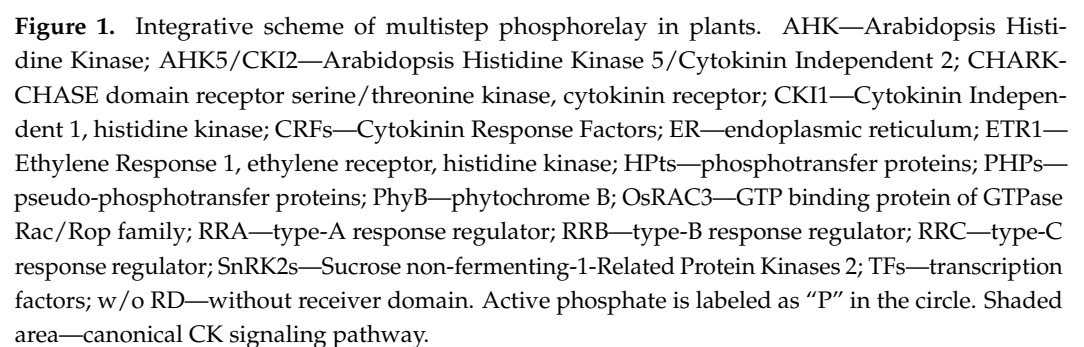 Figure 1. Integrative scheme of multistep phosphorelay in plants. AHK—Arabidopsis Histi-
dine Kinase; AHK5/CKI2—Arabidopsis Histidine Kinase 5/Cytokinin Independent 2; CHARK-
CHASE domain receptor serine/threonine kinase, cytokinin receptor; CKI1—Cytokinin Indepen-
dent 1, histidine kinase; CRFs—Cytokinin Response Factors; ER—endoplasmic reticulum; ETR1—
Ethylene Response 1, ethylene receptor, histidine kinase; HPts—phosphotransfer proteins; PHPs—
pseudo-phosphotransfer proteins; PhyB—phytochrome B; OsRAC3—GTP binding protein of GTPase
Rac/Rop family; RRA—type-A response regulator; RRB—type-B response regulator; RRC—type-C
response regulator; SnRK2s—Sucrose non-fermenting-1-Related Protein Kinases 2; TFs—transcription
factors; w/o RD—without receiver domain. Active phosphate is labeled as “P” in the circle. Shaded
area—canonical CK signaling pathway.